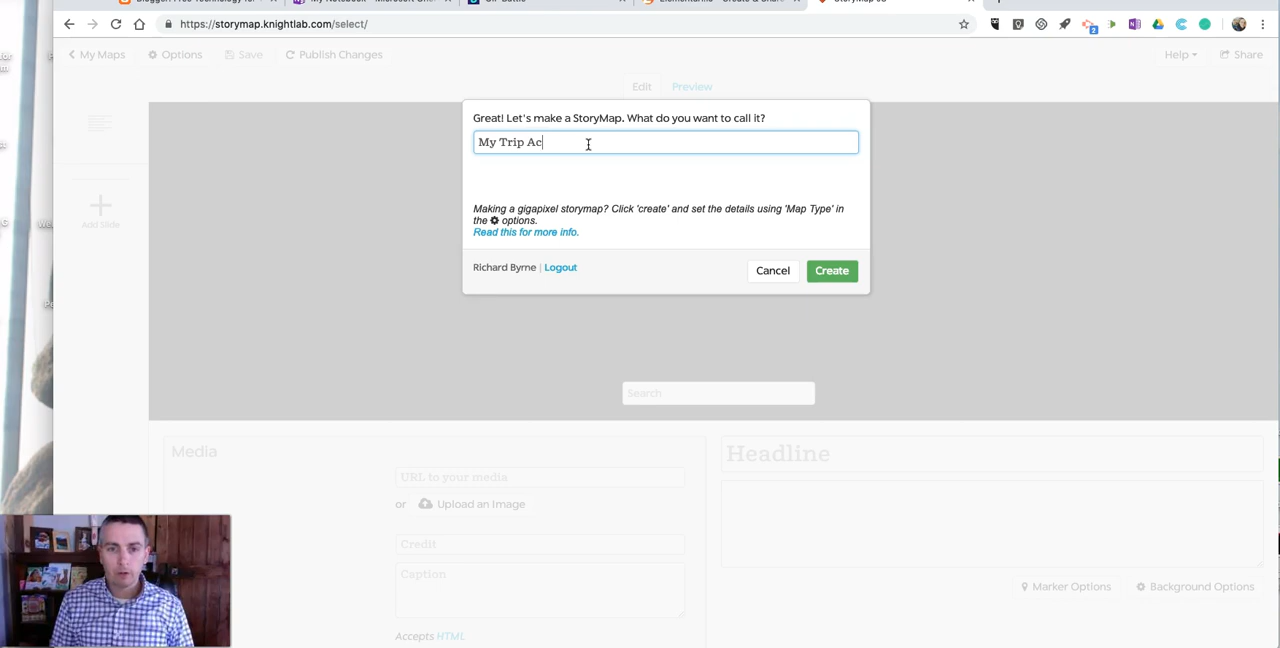 https://storymap.knightlab.com/select/
2
My Maps
Options
Save
Publish Changes
Help
Share
Edit
Preview
Great! Let's make a StoryMap. What do you want to call it?
My Trip Ac
Making a gigapixel storymap? Click 'create' and set the details using 'Map Type' in
the options.
Read this for more info.
Richard Byrne | Logout
Cancel
Create
Add Slide
Search
Media
URL to your media
or Upload an Image
Credit
Caption
Accepts HTML
Headline
Marker Options
Background Options